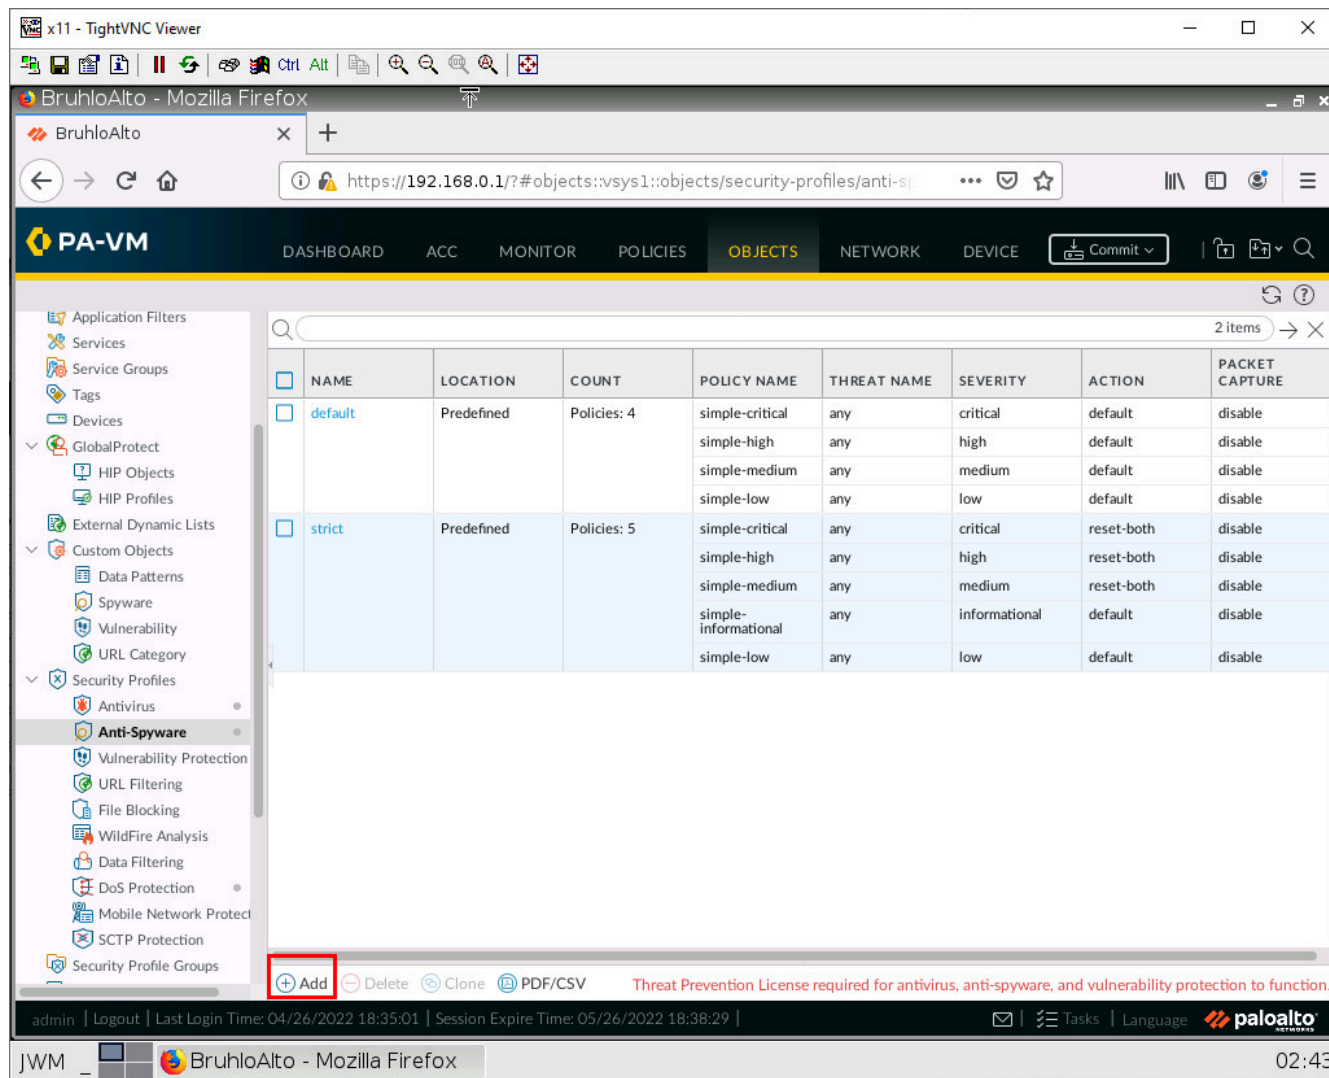 x11 - TightVNC Viewer
Ctrl Alt
BruhloAlto - Mozilla Firefox
BruhloAlto
https://192.168.0.1/?#objects::vsys1::objects/security-profiles/anti-sp
PA-VM
DASHBOARD ACC MONITOR POLICIES OBJECTS NETWORK DEVICE Commit
Application Filters
Services
Service Groups
Tags
Devices
GlobalProtect
HIP Objects
HIP Profiles
External Dynamic Lists
Custom Objects
Data Patterns
Spyware
Vulnerability
URL Category
Security Profiles
Antivirus
Anti-Spyware
Vulnerability Protection
URL Filtering
File Blocking
WildFire Analysis
Data Filtering
DoS Protection
Mobile Network Protect
SCTP Protection
Security Profile Groups
2 items
NAME LOCATION COUNT POLICY NAME THREAT NAME SEVERITY ACTION PACKET CAPTURE
default Predefined Policies: 4 simple-critical any critical default disable
simple-high any high default disable
simple-medium any medium default disable
simple-low any low default disable
strict Predefined Policies: 5 simple-critical any critical reset-both disable
simple-high any high reset-both disable
simple-medium any medium reset-both disable
simple-informational any informational default disable
simple-low any low default disable
Add Delete Clone PDF/CSV Threat Prevention License required for antivirus, anti-spyware, and vulnerability protection to function.
admin | Logout | Last Login Time: 04/26/2022 18:35:01 | Session Expire Time: 05/26/2022 18:38:29 | Tasks | Language paloalto NETWORKS
JWM _ BruhloAlto - Mozilla Firefox 02:43